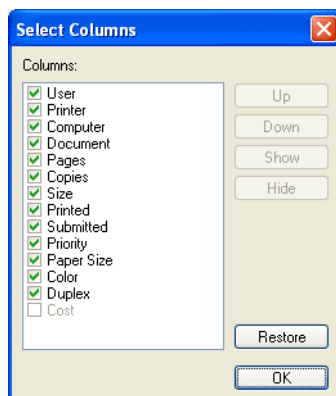 Select Columns
Columns:
User
Printer
Computer
Document
Pages
Copies
Size
Printed
Submitted
Priority
Paper Size
Color
Duplex
Cost
Up
Down
Show
Hide
Restore
OK